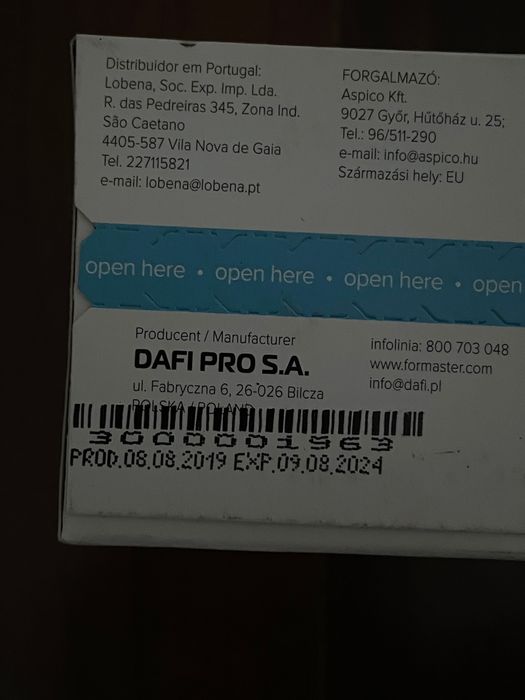 Distribuidor em Portugal:
Lobena, Soc. Exp. Imp. Lda.
R. das Pedreiras 345, Zona Ind.
São Caetano
4405-587 Vila Nova de Gaia
Tel. 227115821
e-mail: lobena@lobena.pt
FORGALMAZÓ:
Aspico Kft.
9027 Győr, Hűtőház u. 25;
Tel.: 96/511-290
e-mail: info@aspico.hu
Származási hely: EU
open here • open here • open here • open
Producent / Manufacturer
DAFI PRO S.A.
ul. Fabryczna 6, 26-026 Bilcza
POLSKA / POLAND
infolinia: 800 703 048
www.formaster.com
info@dafi.pl
3000001963
PROD.08.08.2019 EXP.09.08.2024